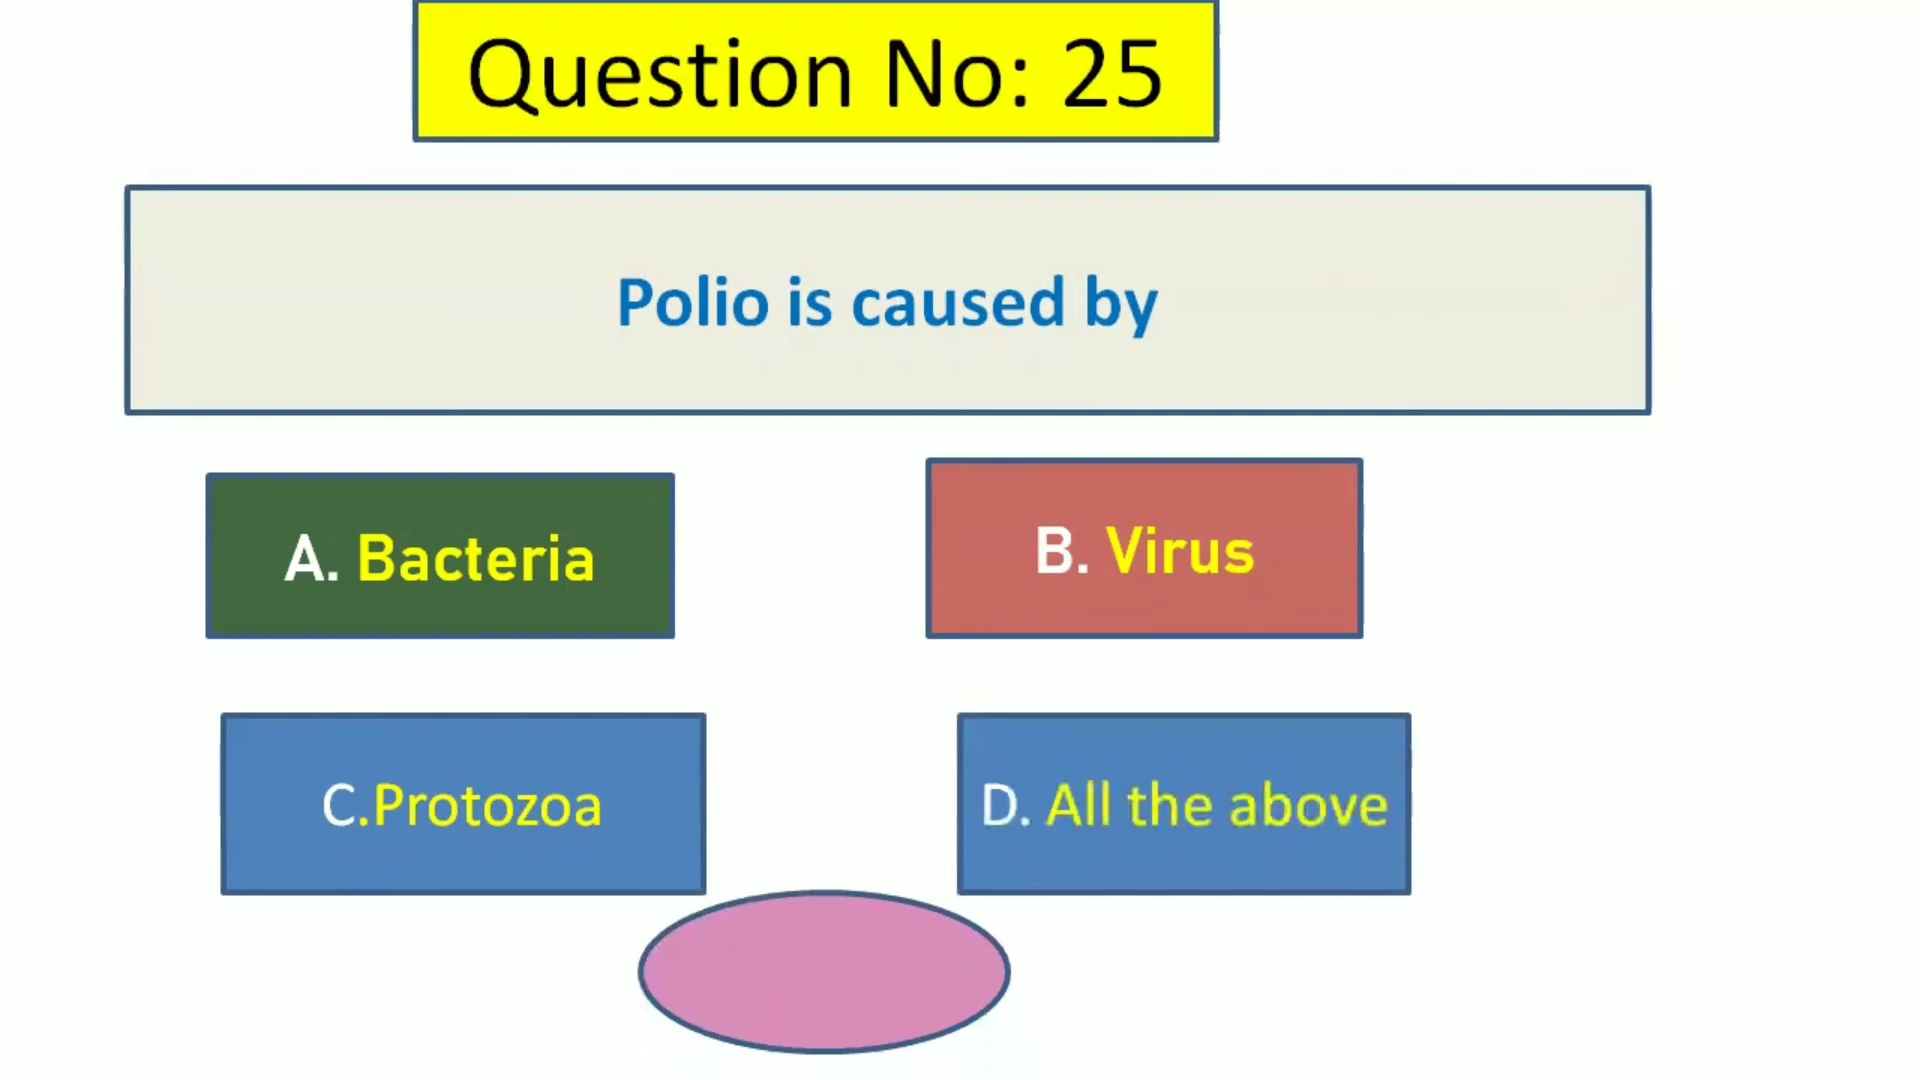 Question No: 25
Polio is caused by
A. Bacteria
B. Virus
C.Protozoa
D. All the above